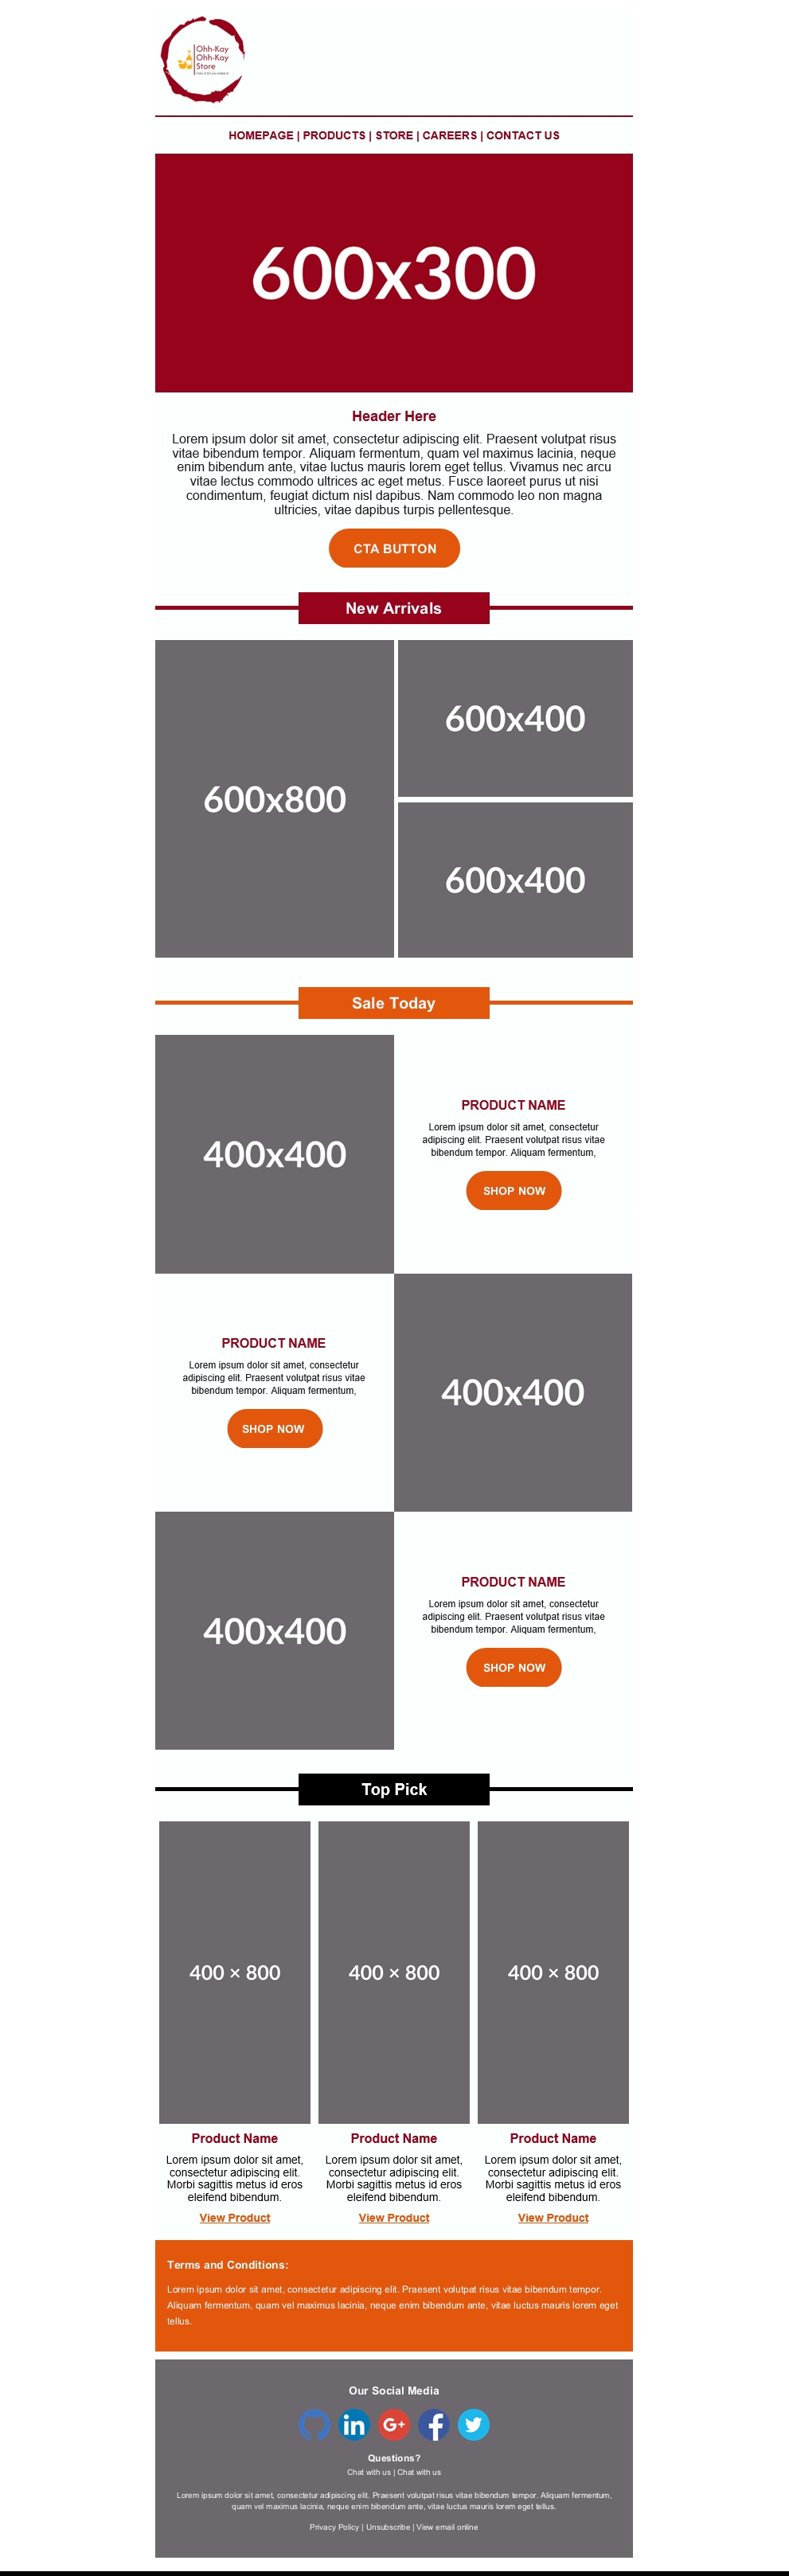 Ohh-Kay
Ohh-Kay
Store
HOMEPAGE | PRODUCTS | STORE | CAREERS | CONTACT US
600x300
Header Here
Lorem ipsum dolor sit amet, consectetur adipiscing elit. Praesent volutpat risus
vitae bibendum tempor. Aliquam fermentum, quam vel maximus lacinia, neque
enim bibendum ante, vitae luctus mauris lorem eget tellus. Vivamus nec arcu
vitae lectus commodo ultrices ac eget metus. Fusce laoreet purus ut nisi
condimentum, feugiat dictum nisl dapibus. Nam commodo leo non magna
ultricies, vitae dapibus turpis pellentesque.
CTA BUTTON
New Arrivals
600x800
600x400
600x400
Sale Today
400x400
PRODUCT NAME
Lorem ipsum dolor sit amet, consectetur
adipiscing elit. Praesent volutpat risus vitae
bibendum tempor. Aliquam fermentum,
SHOP NOW
PRODUCT NAME
Lorem ipsum dolor sit amet, consectetur
adipiscing elit. Praesent volutpat risus vitae
bibendum tempor. Aliquam fermentum,
SHOP NOW
400x400
400x400
PRODUCT NAME
Lorem ipsum dolor sit amet, consectetur
adipiscing elit. Praesent volutpat risus vitae
bibendum tempor. Aliquam fermentum,
SHOP NOW
Top Pick
400 × 800
400 × 800
400 × 800
Product Name
Lorem ipsum dolor sit amet,
consectetur adipiscing elit.
Morbi sagittis metus id eros
eleifend bibendum.
View Product
Product Name
Lorem ipsum dolor sit amet,
consectetur adipiscing elit.
Morbi sagittis metus id eros
eleifend bibendum.
View Product
Product Name
Lorem ipsum dolor sit amet,
consectetur adipiscing elit.
Morbi sagittis metus id eros
eleifend bibendum.
View Product
Terms and Conditions:
Lorem ipsum dolor sit amet, consectetur adipiscing elit. Praesent volutpat risus vitae bibendum tempor.
Aliquam fermentum, quam vel maximus lacinia, neque enim bibendum ante, vitae luctus mauris lorem eget
tellus.
Our Social Media
in
G+
f
Questions?
Chat with us | Chat with us
Lorem ipsum dolor sit amet, consectetur adipiscing elit. Praesent volutpat risus vitae bibendum tempor. Aliquam fermentum,
quam vel maximus lacinia, neque enim bibendum ante, vitae luctus mauris lorem eget tellus.
Privacy Policy | Unsubscribe | View email online